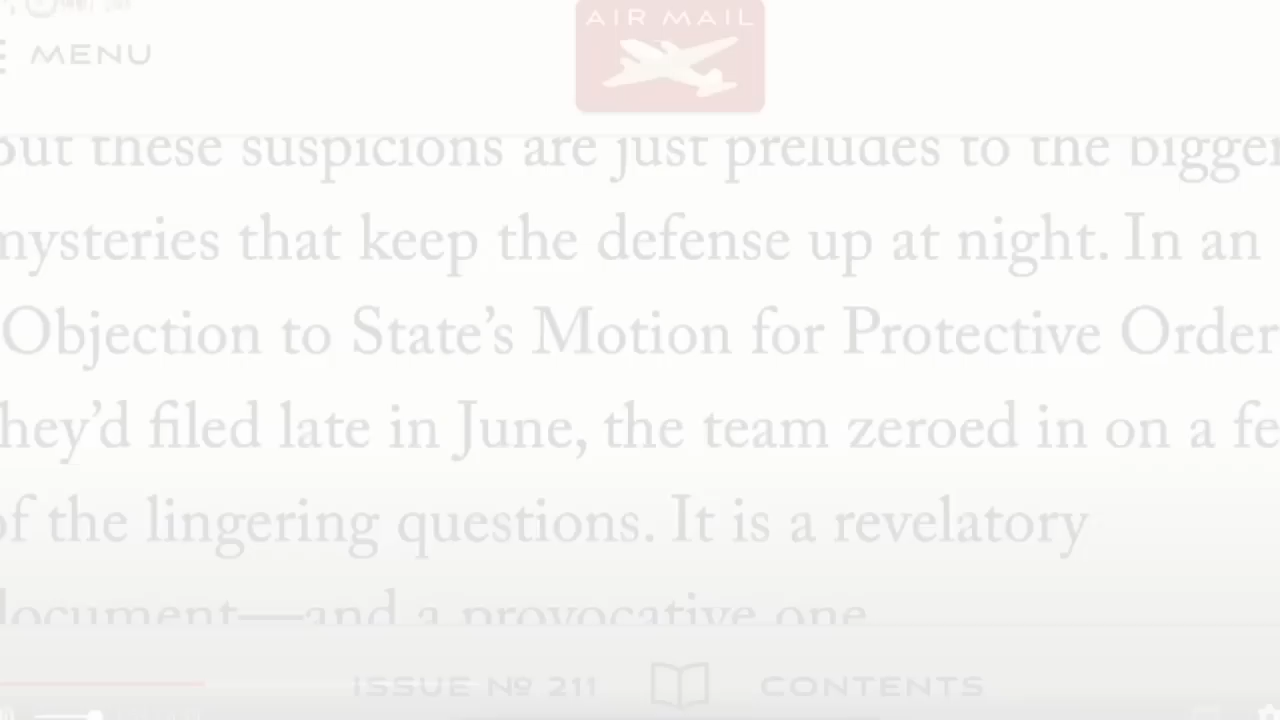 MENU
AIR MAIL
but these suspicions are just preludes to the bigger
mysteries that keep the defense up at night. In an
Objection to State’s Motion for Protective Order
they’d filed late in June, the team zeroed in on a
of the lingering questions. It is a revelatory
document—and a provocative one
ISSUE Nº 211
CONTENTS